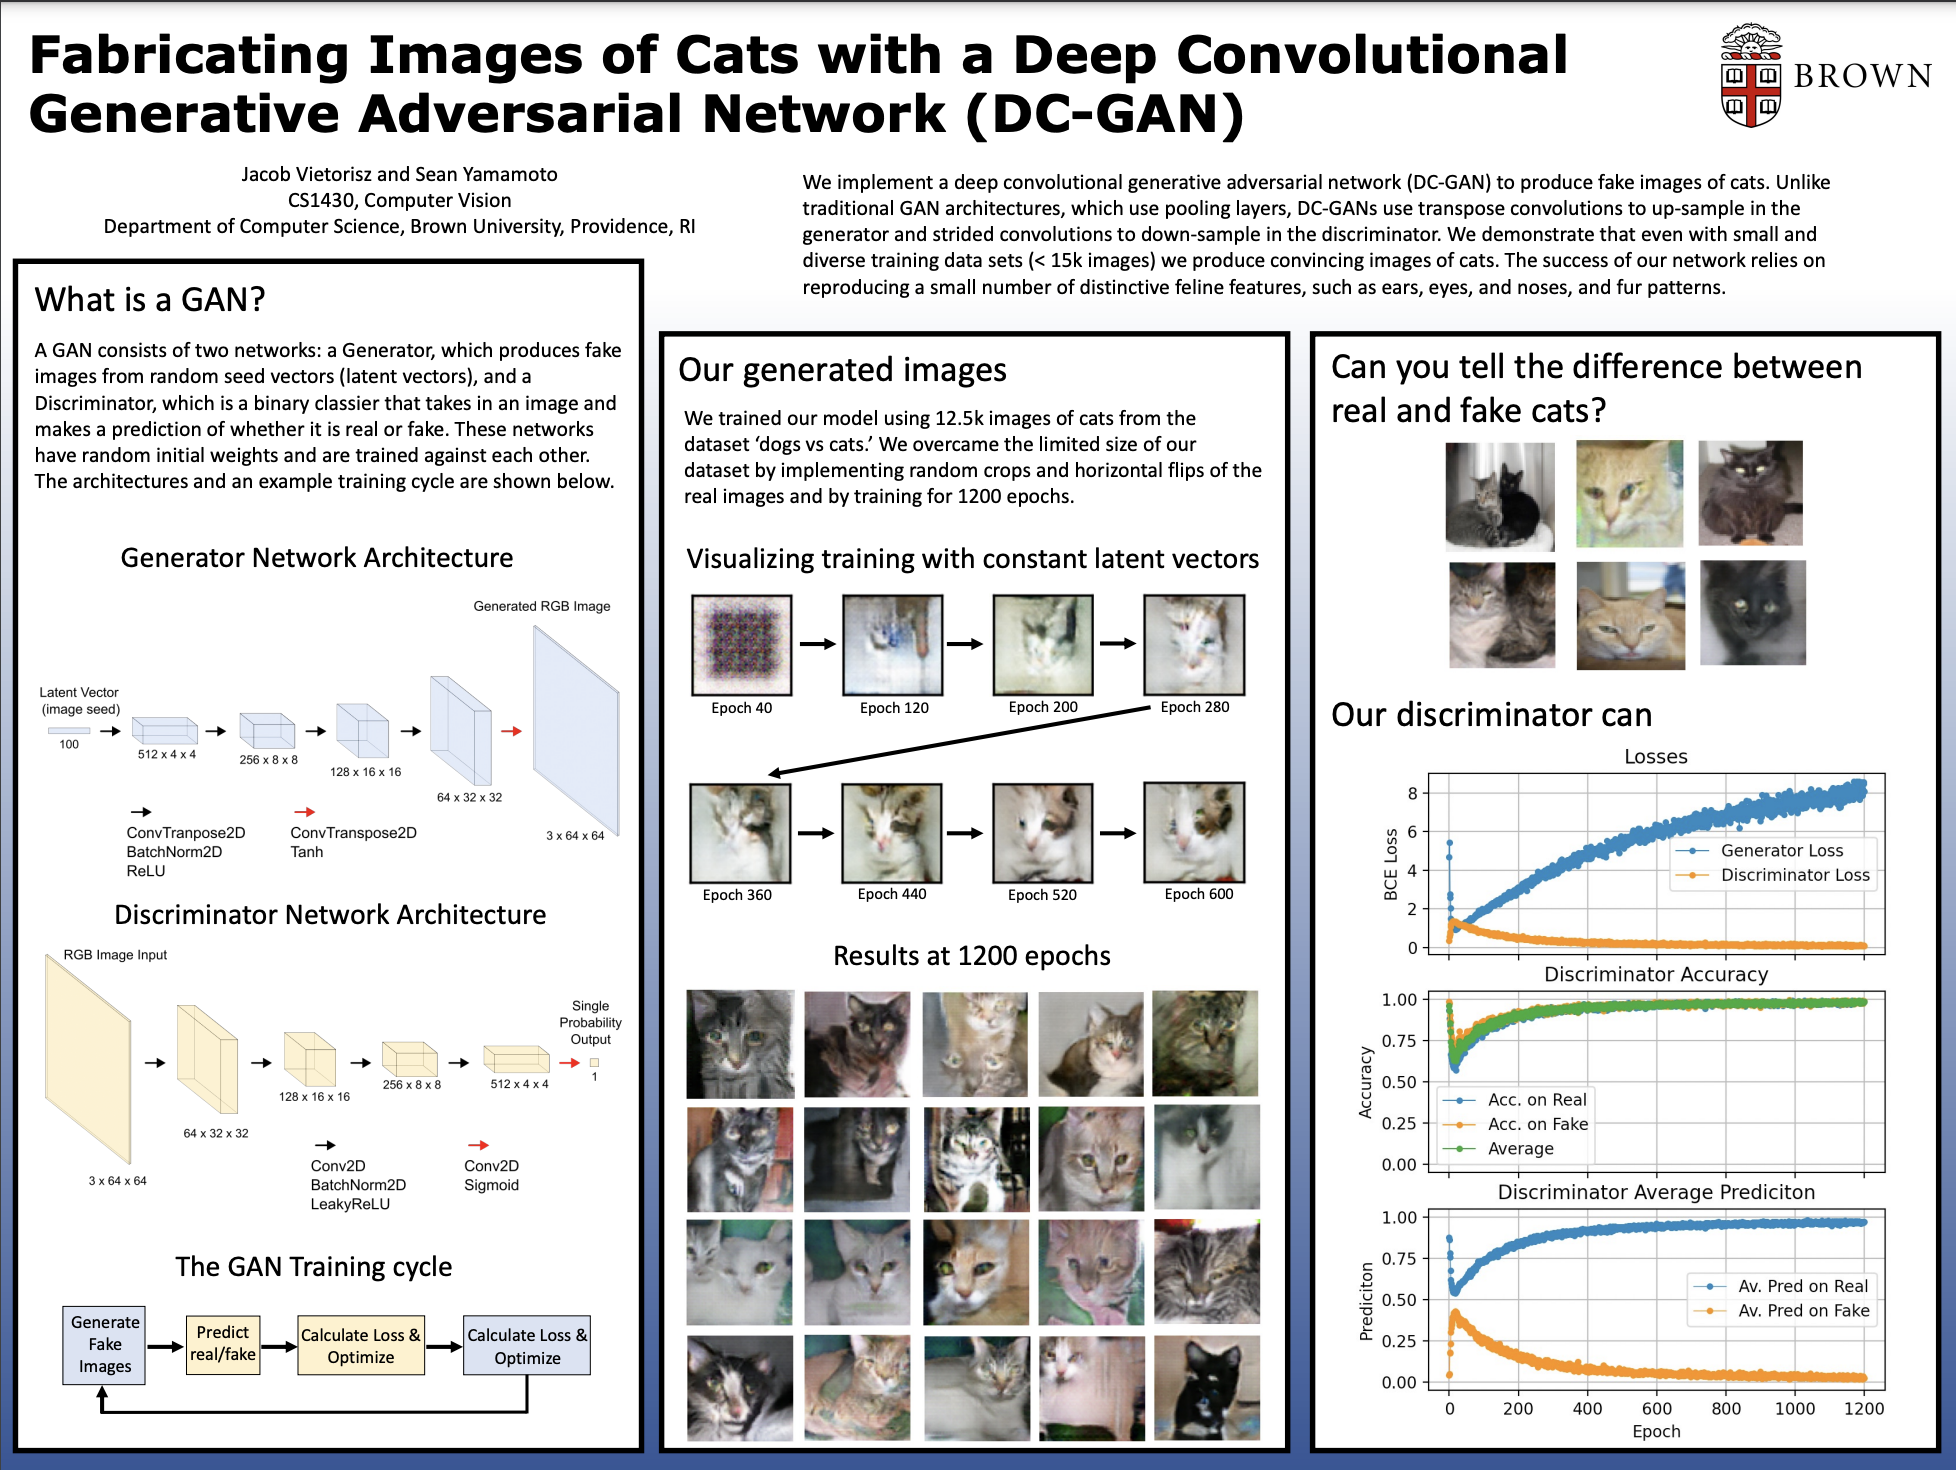 Fabricating Images of Cats with a Deep Convolutional
Generative Adversarial Network (DC-GAN)
BROWN
Jacob Vietorisz and Sean Yamamoto
CS1430, Computer Vision
Department of Computer Science, Brown University, Providence, RI
We implement a deep convolutional generative adversarial network (DC-GAN) to produce fake images of cats. Unlike
traditional GAN architectures, which use pooling layers, DC-GANs use transpose convolutions to up-sample in the
generator and strided convolutions to down-sample in the discriminator. We demonstrate that even with small and
diverse training data sets (< 15k images) we produce convincing images of cats. The success of our network relies on
reproducing a small number of distinctive feline features, such as ears, eyes, and noses, and fur patterns.
What is a GAN?
A GAN consists of two networks: a Generator, which produces fake
images from random seed vectors (latent vectors), and a
Discriminator, which is a binary classier that takes in an image and
makes a prediction of whether it is real or fake. These networks
have random initial weights and are trained against each other.
The architectures and an example training cycle are shown below.
Generator Network Architecture
Generated RGB Image
Latent Vector
(image seed)
100
512 x 4 x 4
256 x 8 x 8
128 x 16 x 16
64 x 32 x 32
3 x 64 x 64
ConvTranpose2D
BatchNorm2D
ReLU
ConvTranspose2D
Tanh
Discriminator Network Architecture
RGB Image Input
3 x 64 x 64
64 x 32 x 32
128 x 16 x 16
256 x 8 x 8
512 x 4 x 4
Single
Probability
Output
1
Conv2D
BatchNorm2D
LeakyReLU
Conv2D
Sigmoid
The GAN Training cycle
Generate
Fake
Images
Predict
real/fake
Calculate Loss &
Optimize
Calculate Loss &
Optimize
Our generated images
We trained our model using 12.5k images of cats from the
dataset ‘dogs vs cats.’ We overcame the limited size of our
dataset by implementing random crops and horizontal flips of the
real images and by training for 1200 epochs.
Visualizing training with constant latent vectors
Epoch 40
Epoch 120
Epoch 200
Epoch 280
Epoch 360
Epoch 440
Epoch 520
Epoch 600
Results at 1200 epochs
Can you tell the difference between
real and fake cats?
Our discriminator can
Losses
BCE Loss
8
6
4
2
0
Generator Loss
Discriminator Loss
Discriminator Accuracy
Accuracy
1.00
0.75
0.50
0.25
0.00
Acc. on Real
Acc. on Fake
Average
Discriminator Average Prediciton
Prediciton
1.00
0.75
0.50
0.25
0.00
Av. Pred on Real
Av. Pred on Fake
0 200 400 600 800 1000 1200
Epoch